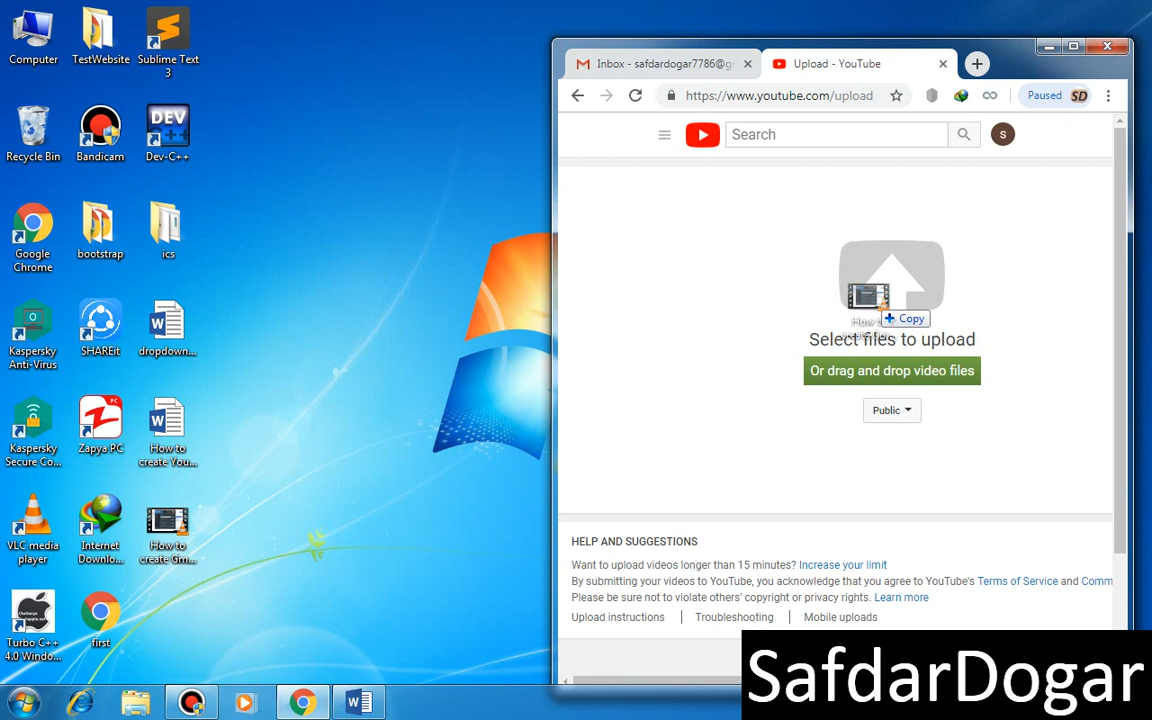 Computer
TestWebsite
Sublime Text
3
Recycle Bin
Bandicam
DEV
Dev-C++
Google
Chrome
bootstrap
ics
Kaspersky
Anti-Virus
SHAREit
dropdown...
Kaspersky
Secure Co...
PC
Zapya PC
How to
create You...
VLC media
player
Internet
Downlo...
How to
create Gm...
Turbo C++
4.0 Windo...
first
Inbox - safdardogar7786@g
Upload - YouTube
https://www.youtube.com/upload
Paused
SD
Search
S
Copy
Select files to upload
Or drag and drop video files
Public
HELP AND SUGGESTIONS
Want to upload videos longer than 15 minutes? Increase your limit
By submitting your videos to YouTube, you acknowledge that you agree to YouTube's Terms of Service and Comm
Please be sure not to violate others' copyright or privacy rights. Learn more
Upload instructions | Troubleshooting | Mobile uploads
SafdarDogar